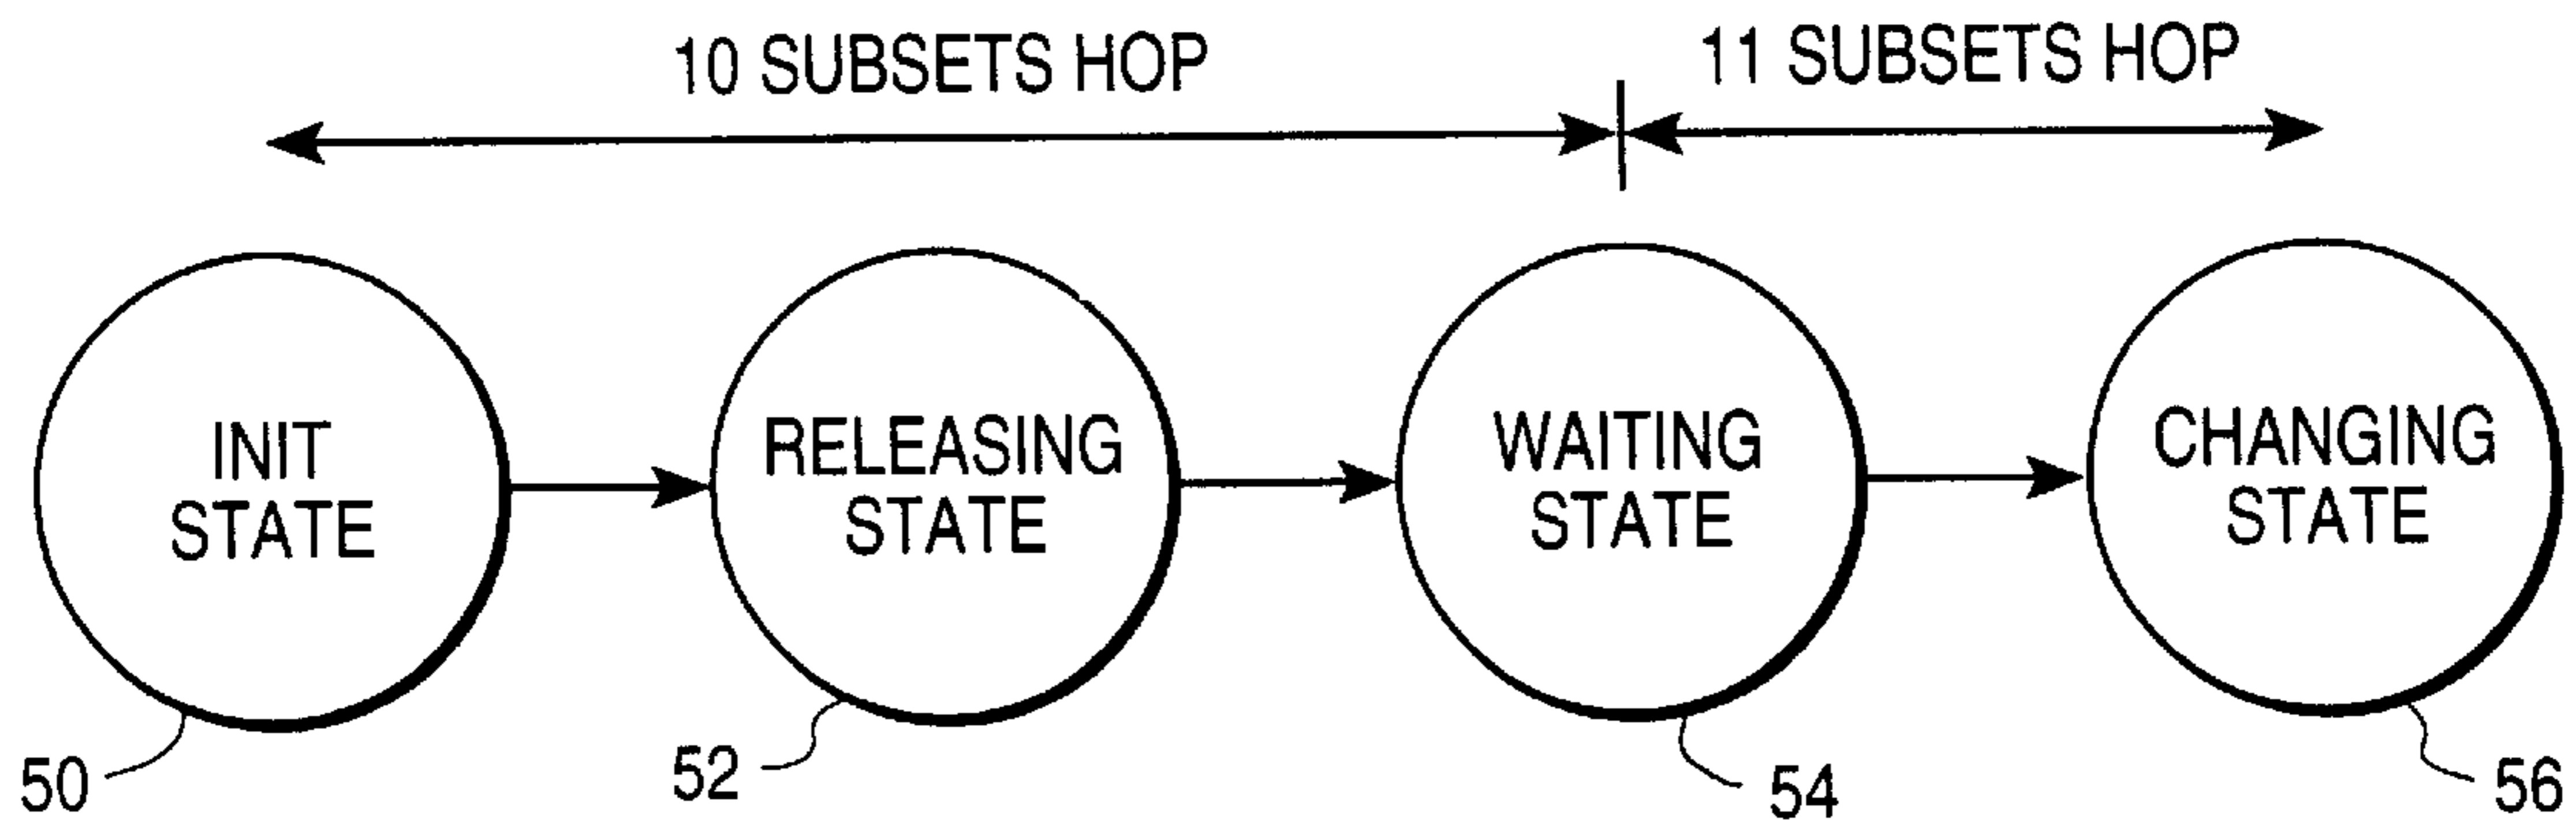 10 SUBSETS HOP
11 SUBSETS HOP
INIT
STATE
RELEASING
STATE
WAITING
STATE
CHANGING
STATE
50
52
54
56